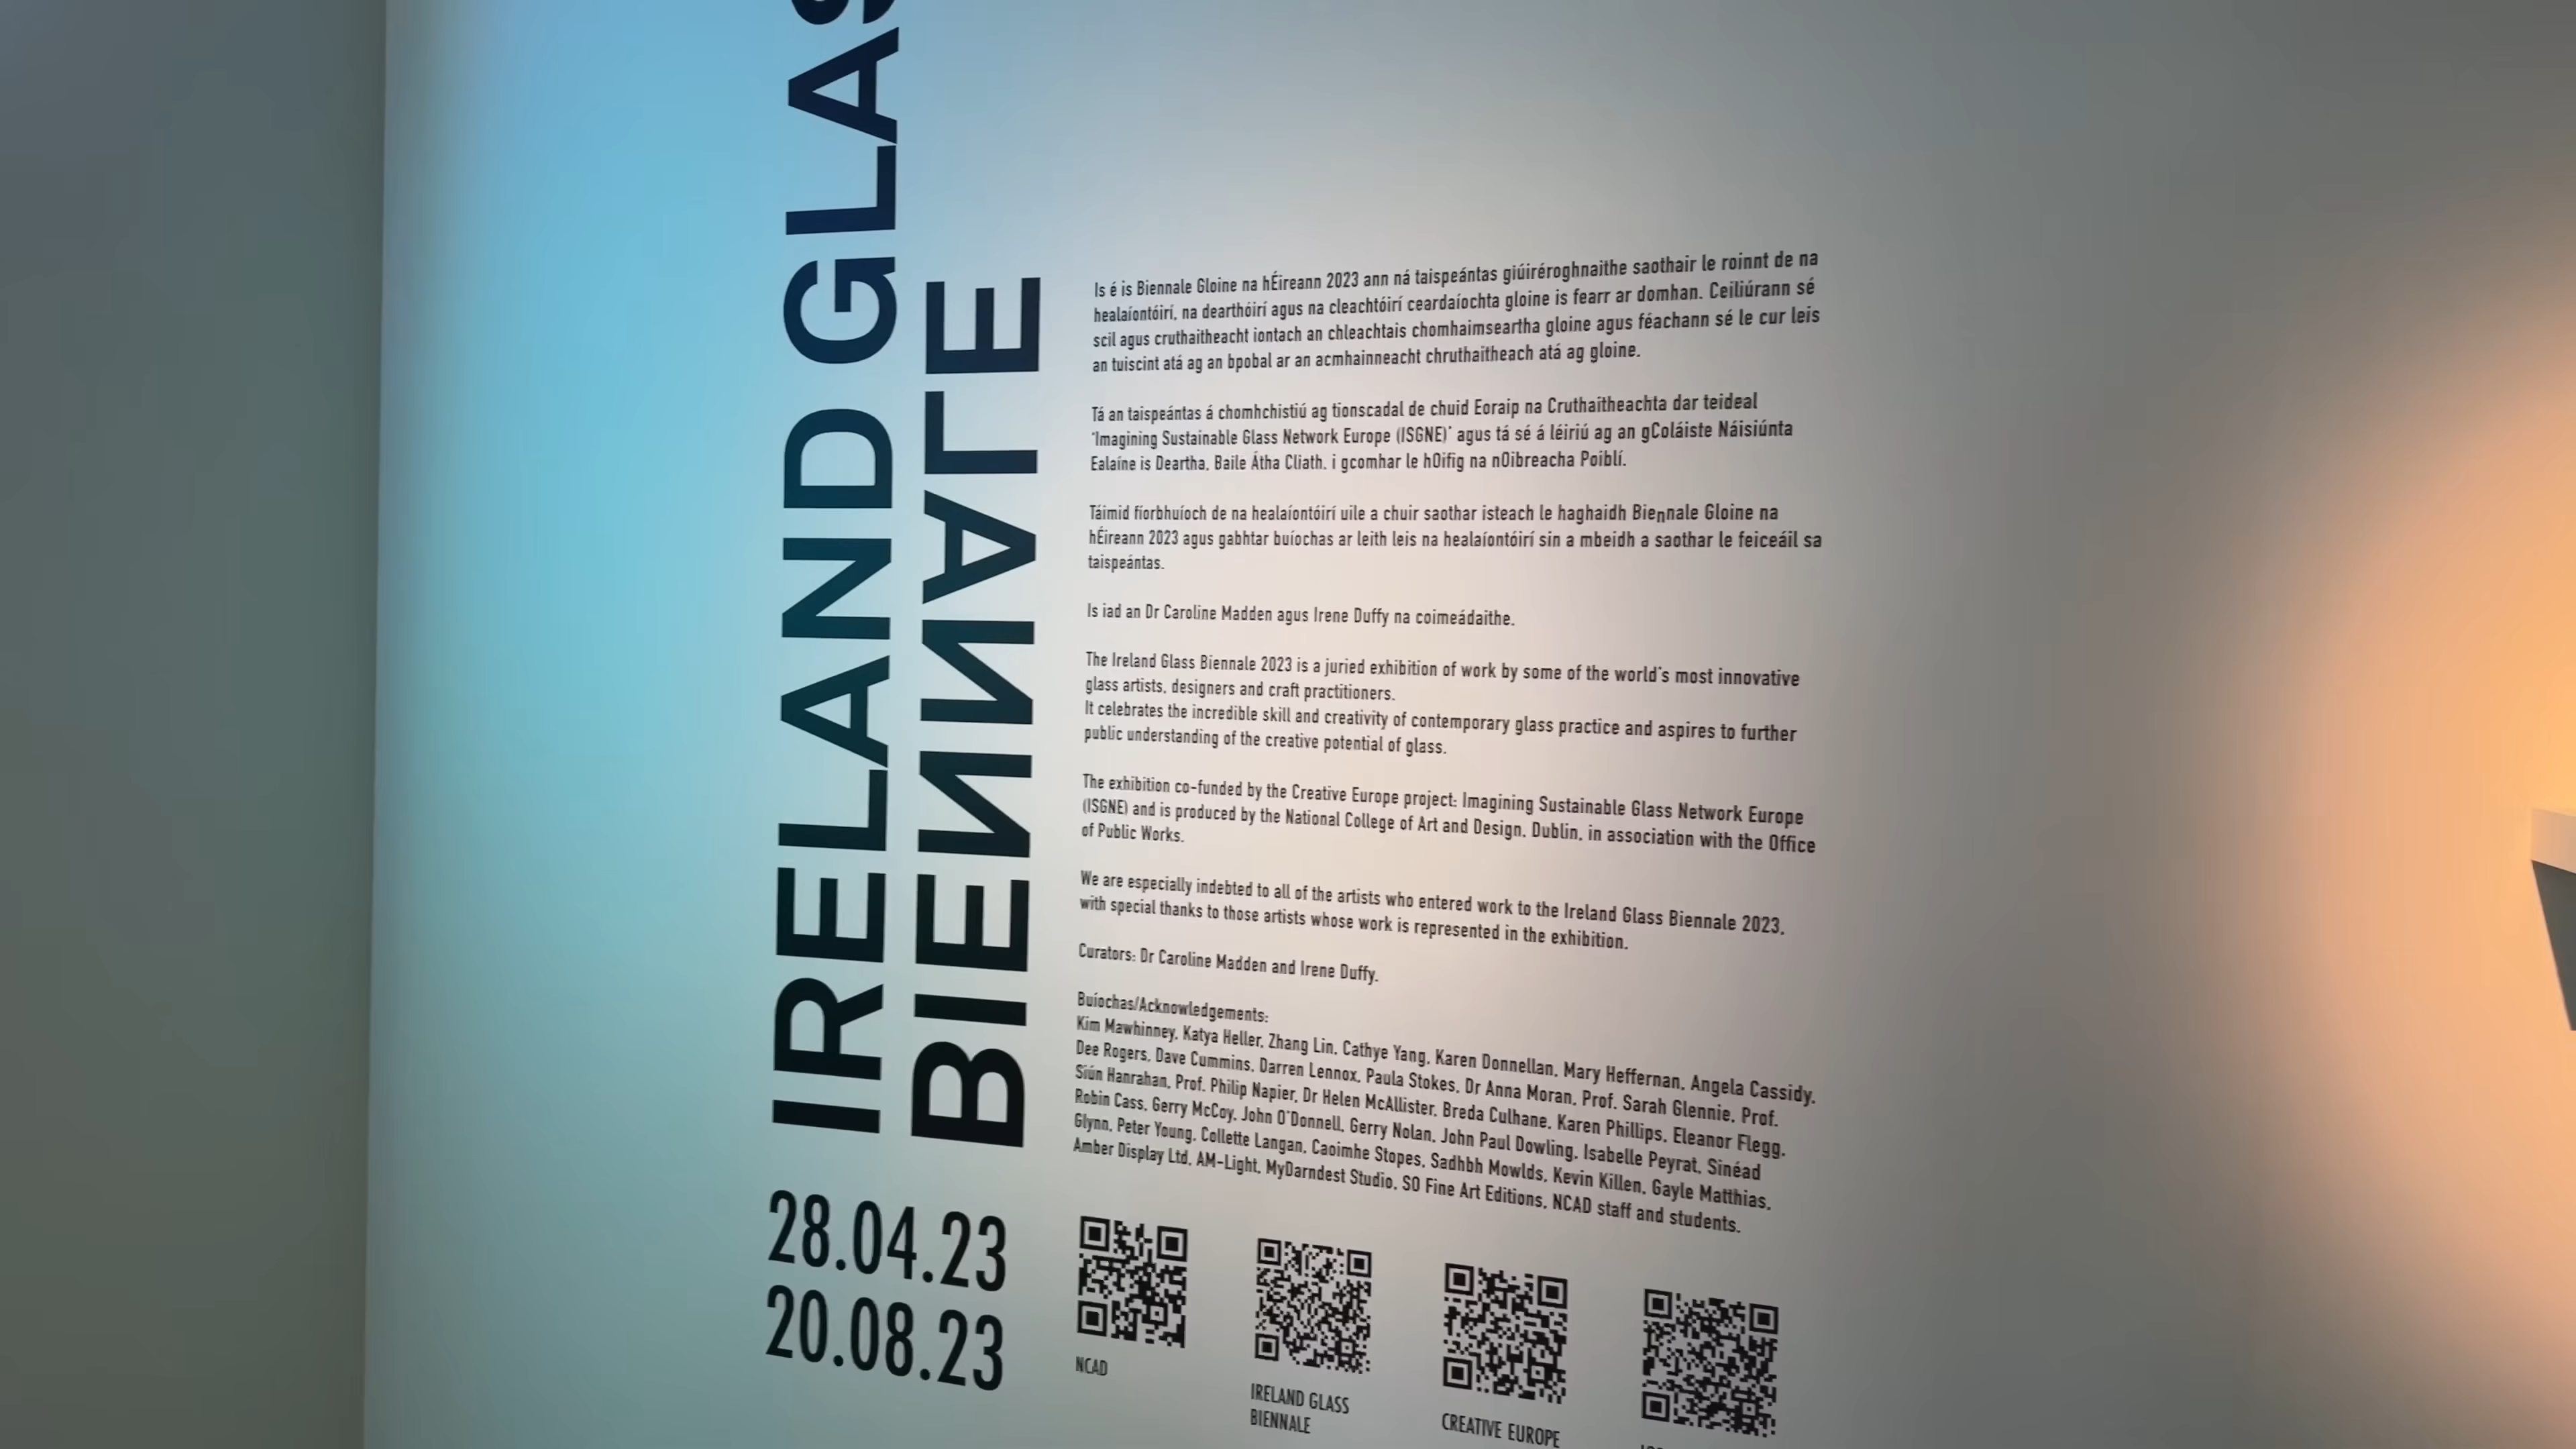 IRELAND GLAS
BIENNALE
28.04.23
20.08.23
Is é is Biennale Gloine na hÉireann 2023 ann ná taispeántas giúiréroghnaithe saothair le roinnt de na
healaíontóirí, na dearthóirí agus na cleachtóirí ceardaíochta gloine is fearr ar domhan. Ceiliúrann sé
scil agus cruthaitheacht iontach an chleachtais chomhaimseartha gloine agus féachann sé le cur leis
an tuiscint atá ag an bpobal ar an acmhainneacht chruthaitheach atá ag gloine.
Tá an taispeántas á chomhchistiú ag tionscadal de chuid Eoraip na Cruthaitheachta dar teideal
'Imagining Sustainable Glass Network Europe (ISGNE)' agus tá sé á léiriú ag an gColáiste Náisiúnta
Ealaíne is Deartha, Baile Átha Cliath, i gcomhar le hOifig na nOibreacha Poiblí.
Táimid fíorbhuíoch de na healaíontóirí uile a chuir saothar isteach le haghaidh Biennale Gloine na
hÉireann 2023 agus gabhtar buíochas ar leith leis na healaíontóirí sin a mbeidh a saothar le feiceáil sa
taispeántas.
Is iad an Dr Caroline Madden agus Irene Duffy na coimeádaithe.
The Ireland Glass Biennale 2023 is a juried exhibition of work by some of the world's most innovative
glass artists, designers and craft practitioners.
It celebrates the incredible skill and creativity of contemporary glass practice and aspires to further
public understanding of the creative potential of glass.
The exhibition co-funded by the Creative Europe project: Imagining Sustainable Glass Network Europe
(ISGNE) and is produced by the National College of Art and Design, Dublin, in association with the Office
of Public Works.
We are especially indebted to all of the artists who entered work to the Ireland Glass Biennale 2023,
with special thanks to those artists whose work is represented in the exhibition.
Curators: Dr Caroline Madden and Irene Duffy.
Buíochas/Acknowledgements:
Kim Mawhinney, Katya Heller, Zhang Lin, Cathye Yang, Karen Donnellan, Mary Heffernan, Angela Cassidy,
Dee Rogers, Dave Cummins, Darren Lennox, Paula Stokes, Dr Anna Moran, Prof. Sarah Glennie, Prof.
Siún Hanrahan, Prof. Philip Napier, Dr Helen McAllister, Breda Culhane, Karen Phillips, Eleanor Flegg,
Robin Cass, Gerry McCoy, John O'Donnell, Gerry Nolan, John Paul Dowling, Isabelle Peyrat, Sinéad
Glynn, Peter Young, Collette Langan, Caoimhe Stopes, Sadhbh Mowlds, Kevin Killen, Gayle Matthias,
Amber Display Ltd, AM-Light, MyDarndest Studio, SO Fine Art Editions, NCAD staff and students.
NCAD
IRELAND GLASS
BIENNALE
CREATIVE EUROPE